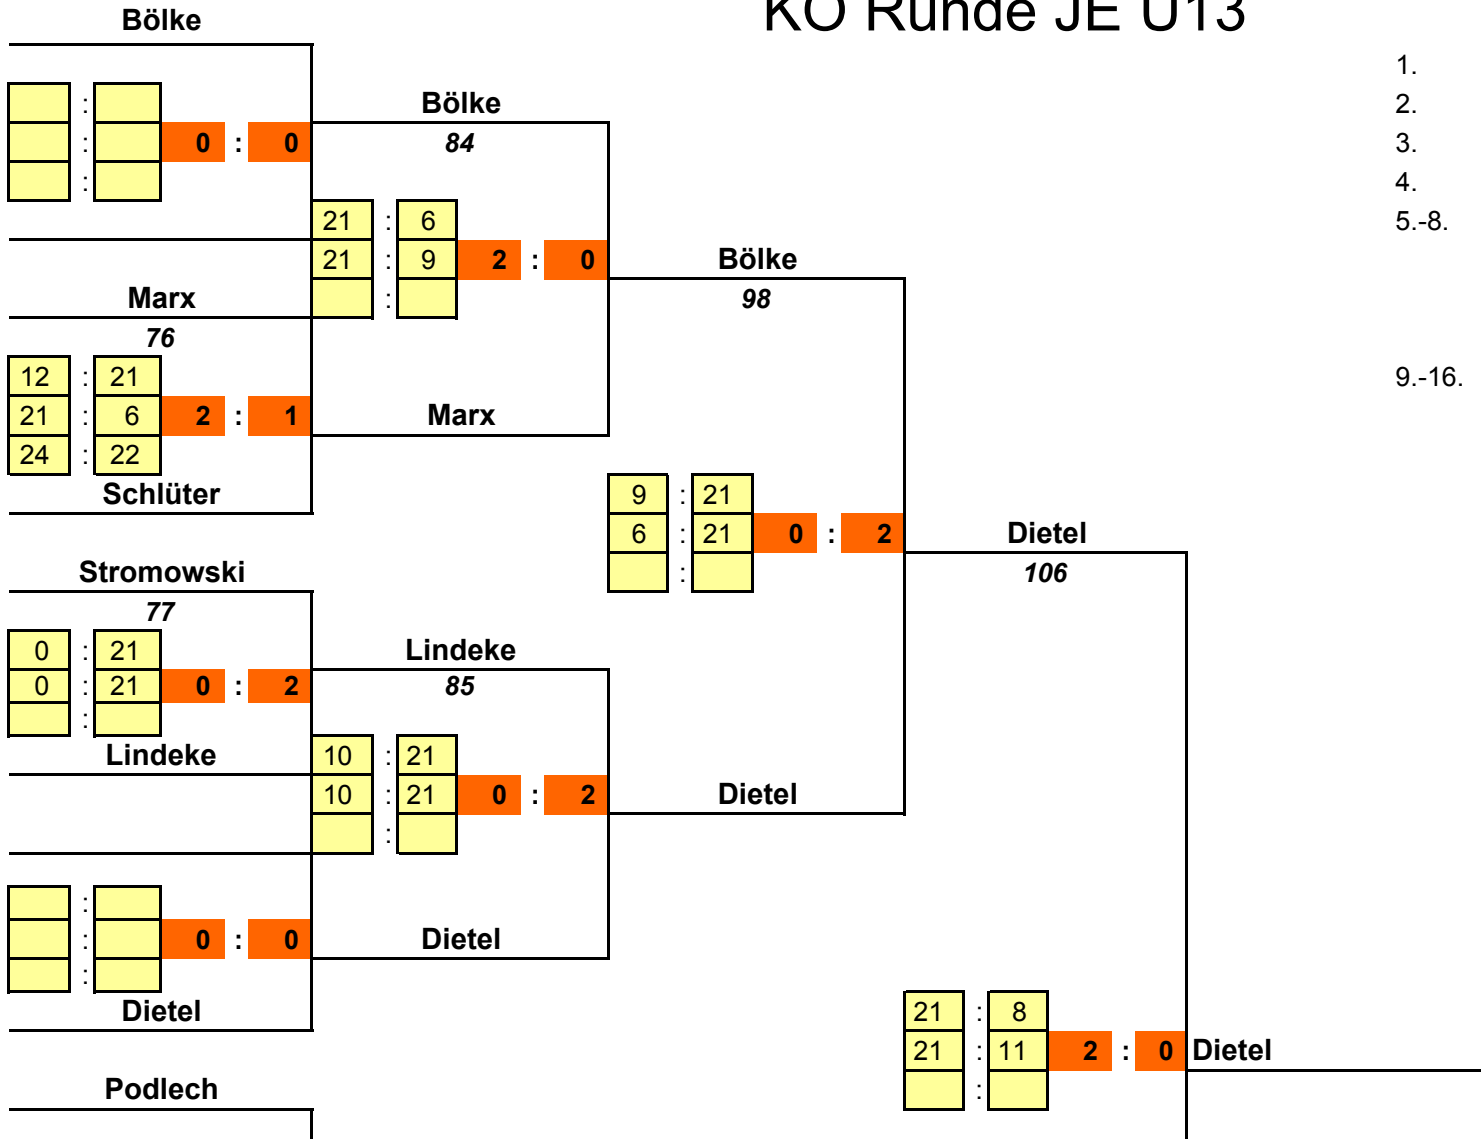 KO Runde JE U13
Bölke
1.
:
2.
Bölke
: 0 : 0
84
3.
:
4.
21 : 6
5.-8.
21 : 9 2 : 0
Bölke
Marx
:
98
76
12 : 21
9.-16.
21 : 6 2 : 1
Marx
24 : 22
Schlüter
9 : 21
6 : 21 0 : 2
Dietel
Stromowski
:
106
77
0 : 21
Lindeke
0 : 21 0 : 2
85
:
Lindeke
10 : 21
10 : 21 0 : 2
Dietel
:
:
: 0 : 0
Dietel
:
Dietel
21 : 8
21 : 11 2 : 0 Dietel
Podlech
: